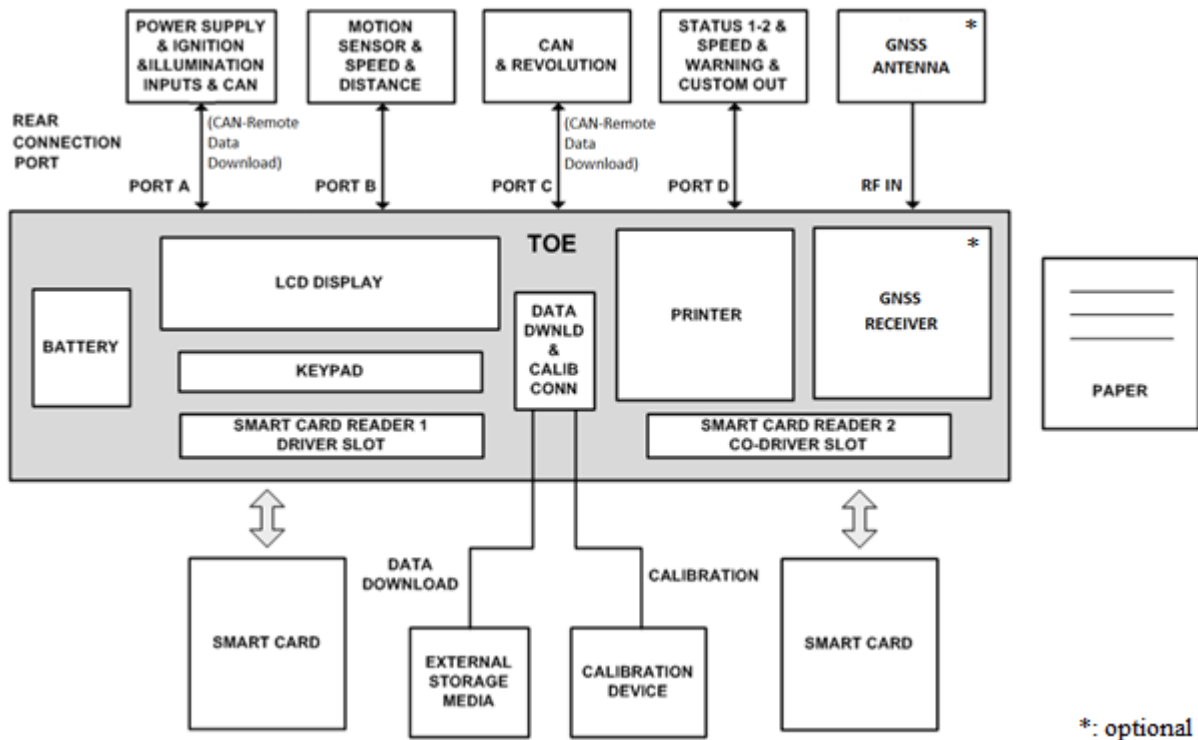 POWER SUPPLY
& IGNITION
&ILLUMINATION
INPUTS & CAN
MOTION
SENSOR &
SPEED &
DISTANCE
CAN
& REVOLUTION
STATUS 1-2 &
SPEED &
WARNING &
CUSTOM OUT
*
GNSS
ANTENNA
REAR
CONNECTION
PORT
(CAN-Remote
Data
Download)
(CAN-Remote
Data
Download)
PORT A
PORT B
PORT C
PORT D
RF IN
TOE
LCD DISPLAY
BATTERY
KEYPAD
DATA
DWNLD
&
CALIB
CONN
PRINTER
*
GNSS
RECEIVER
PAPER
SMART CARD READER 1
DRIVER SLOT
SMART CARD READER 2
CO-DRIVER SLOT
DATA
DOWNLOAD
CALIBRATION
SMART CARD
EXTERNAL
STORAGE
MEDIA
CALIBRATION
DEVICE
SMART CARD
*: optional